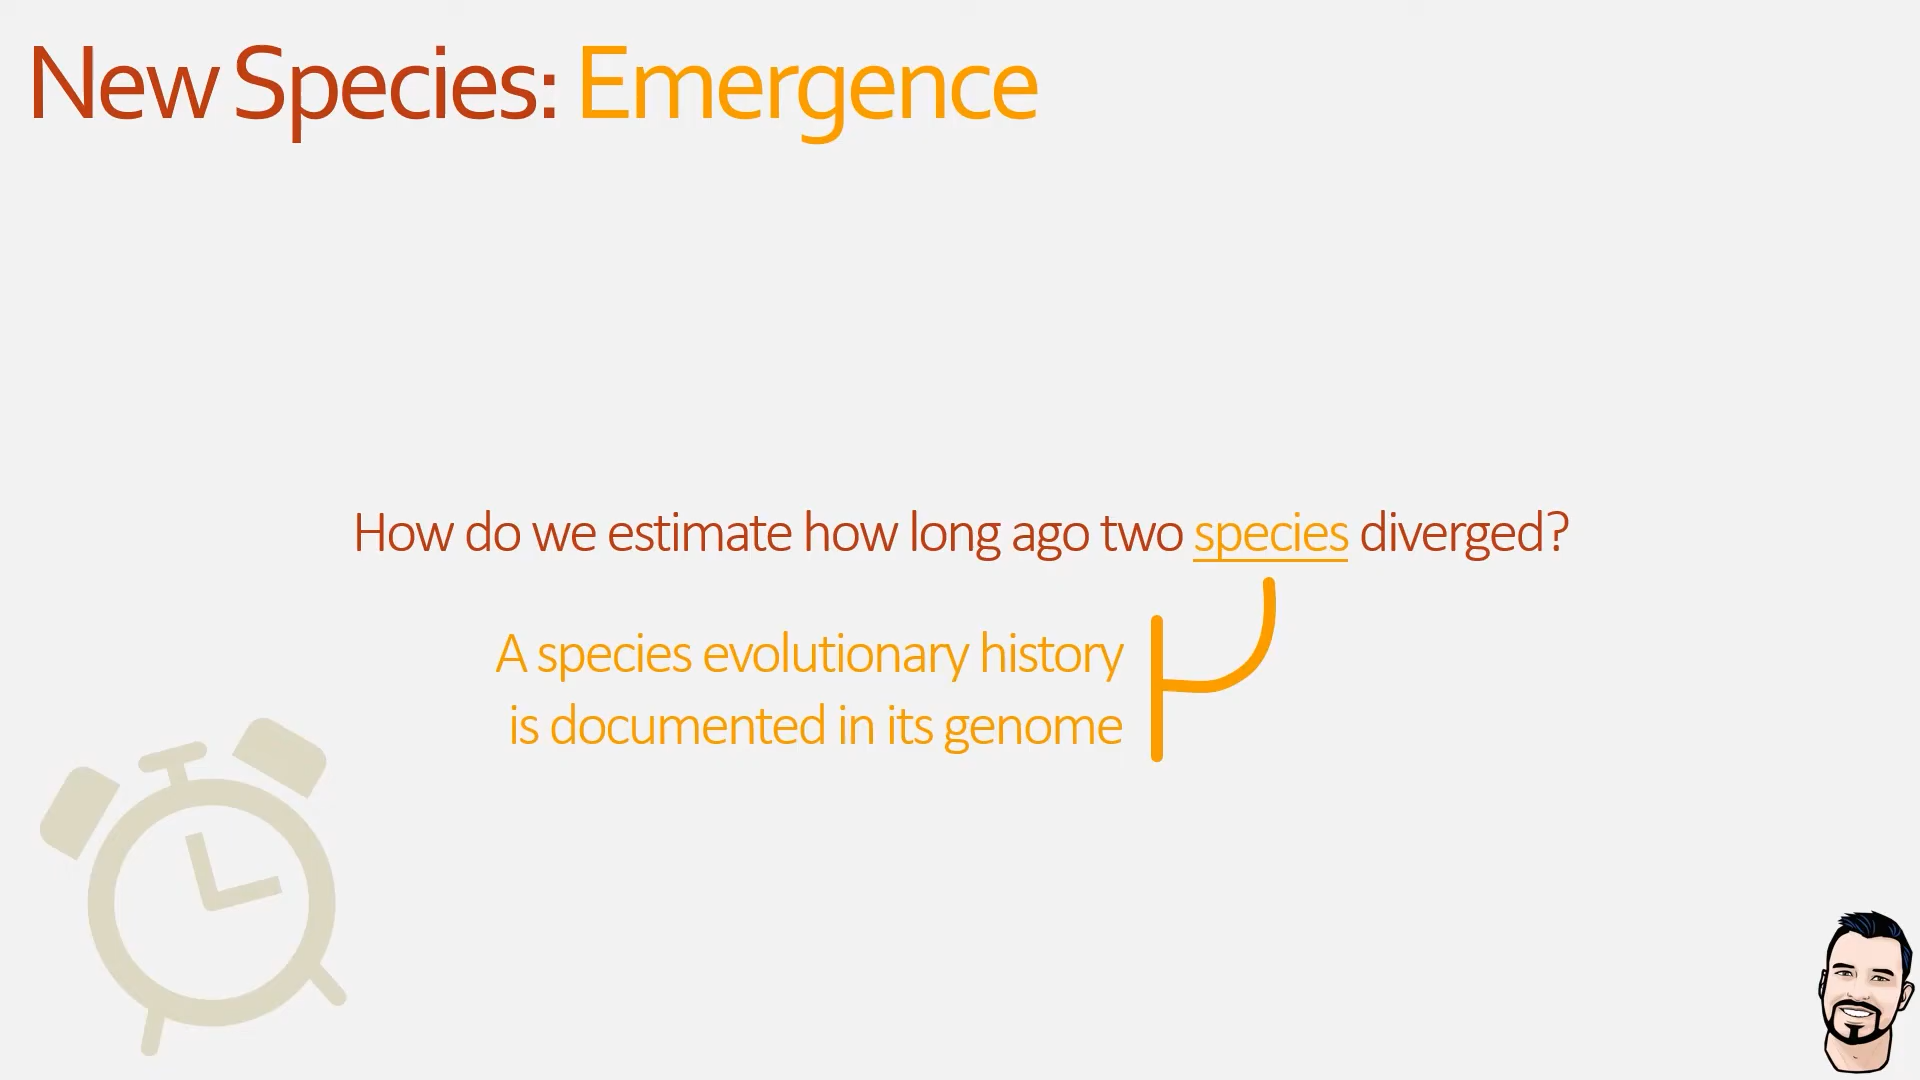 New Species: Emergence
How do we estimate how long ago two species diverged?
A species evolutionary history
is documented in its genome